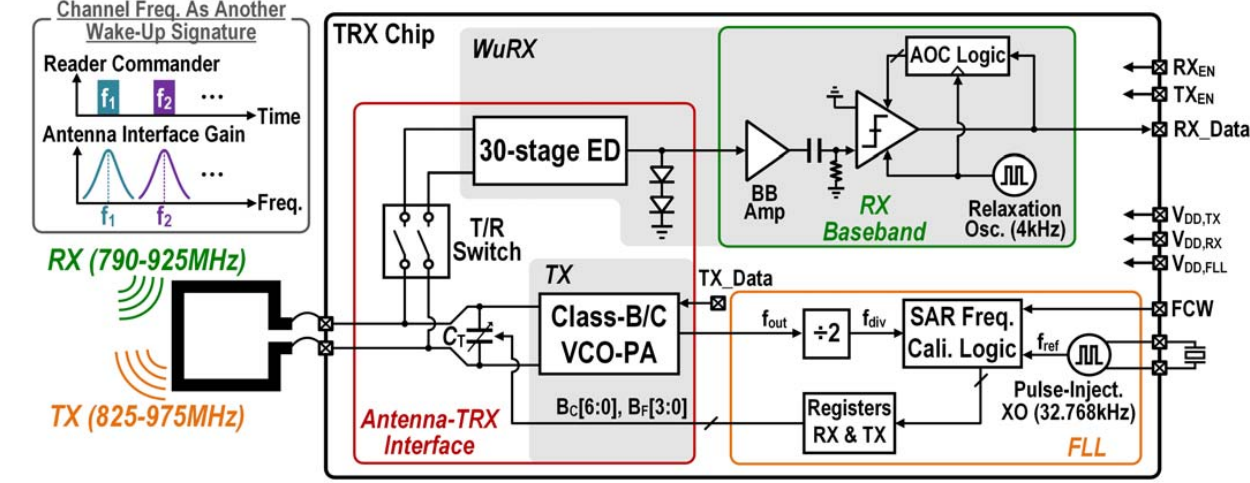 Channel Freq. As Another
Wake-Up Signature
Reader Commander
f1
f2
...
Time
Antenna Interface Gain
...
Freq.
f1
f2
RX (790-925MHz)
TX (825-975MHz)
TRX Chip
WuRX
30-stage ED
T/R
Switch
BB
Amp
AOC Logic
RX
Baseband
Relaxation
Osc. (4kHz)
RXEN
TXEN
RX_Data
VDD,TX
VDD,RX
VDD,FLL
FCW
TX
TX_Data
Class-B/C
VCO-PA
CT
fout
÷2
fdiv
SAR Freq.
Cali. Logic
fref
Pulse-Inject.
XO (32.768kHz)
BC[6:0], BF[3:0]
Registers
RX & TX
FLL
Antenna-TRX
Interface